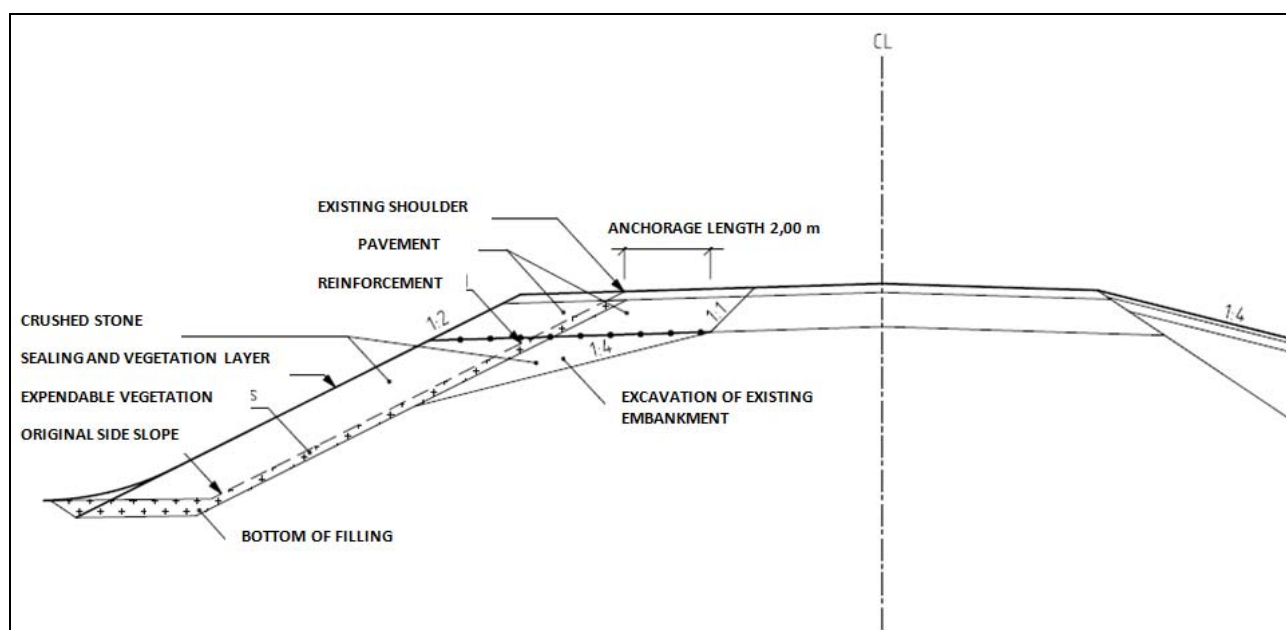 CL
EXISTING SHOULDER
ANCHORAGE LENGTH 2,00 m
PAVEMENT
REINFORCEMENT
CRUSHED STONE
1:2
1:1
1:4
1:4
SEALING AND VEGETATION LAYER
EXPENDABLE VEGETATION
S
EXCAVATION OF EXISTING
EMBANKMENT
ORIGINAL SIDE SLOPE
BOTTOM OF FILLING